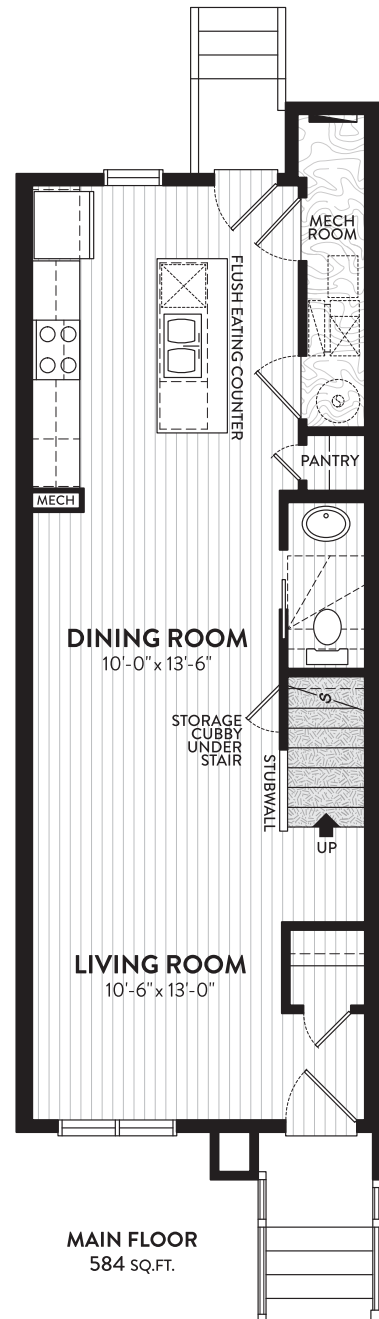 MECH
ROOM
FLUSH EATING COUNTER
S
PANTRY
MECH
DINING ROOM
10'-0" x 13'-6"
STORAGE
CUBBY
UNDER
STAIR
S
STUBWALL
UP
LIVING ROOM
10'-6" x 13'-0"
MAIN FLOOR
584 SQ.FT.